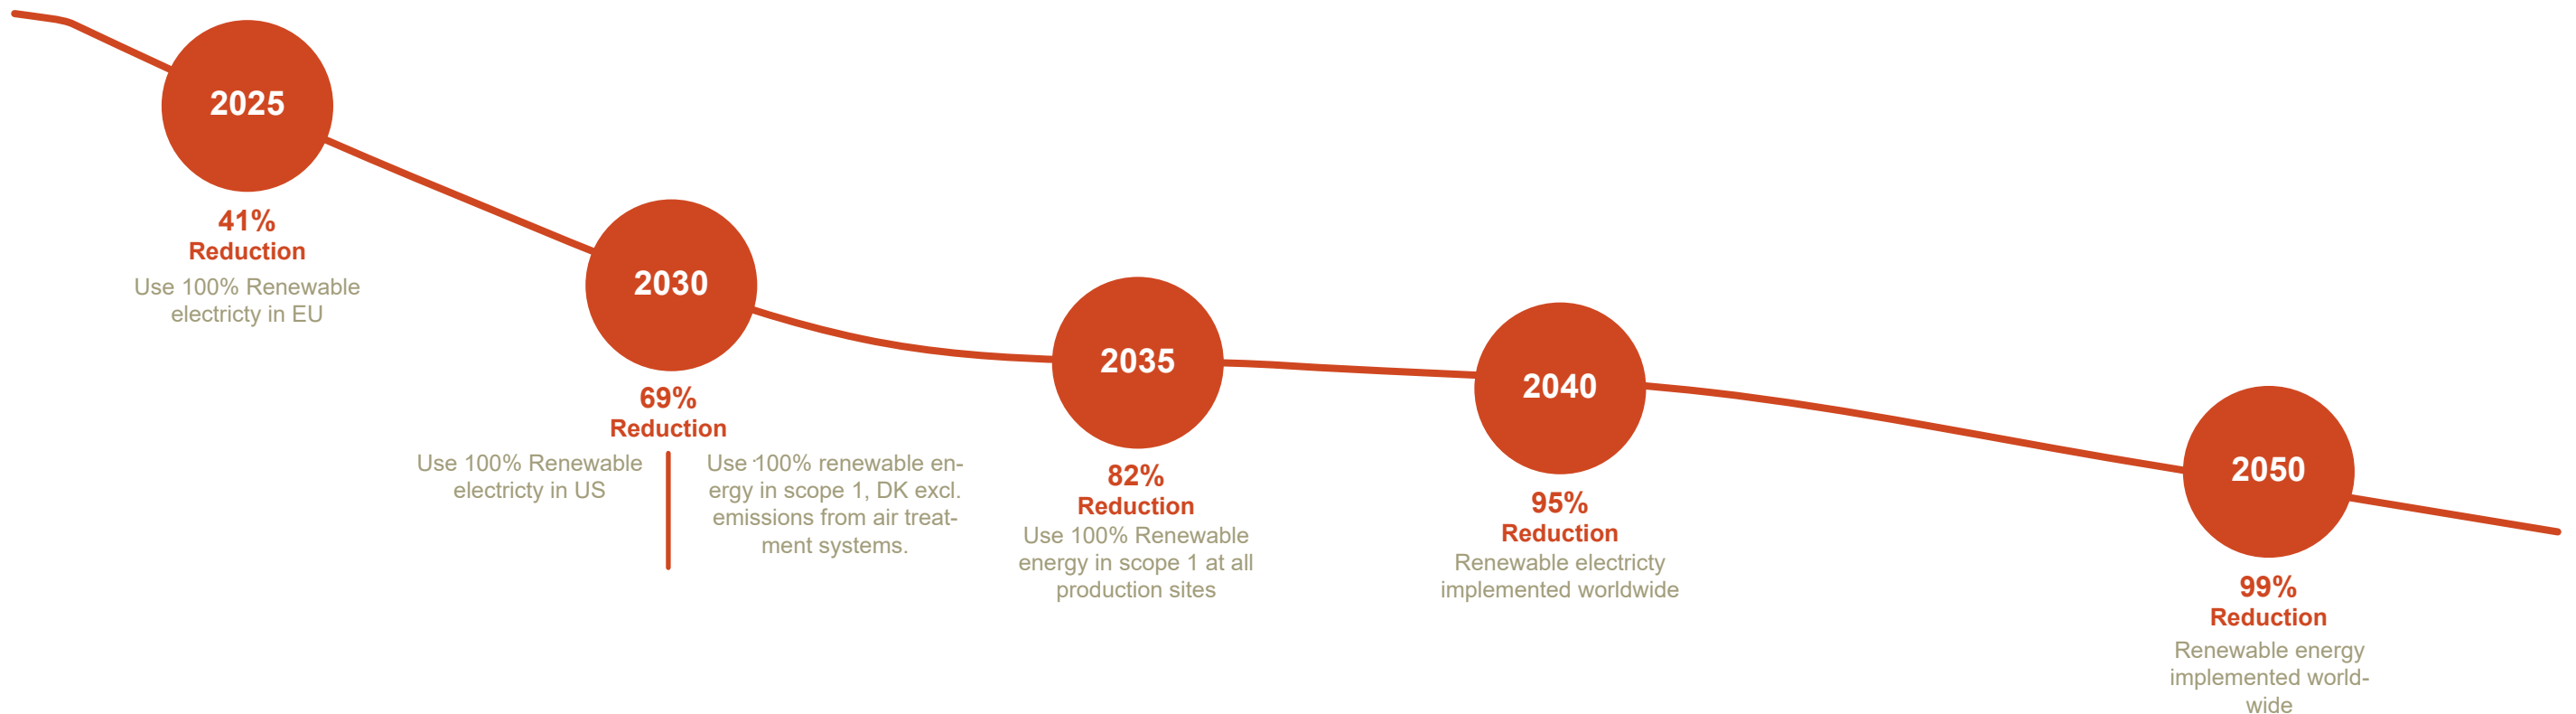 2025
41%
Reduction
Use 100% Renewable
electricty in EU
2030
69%
Reduction
Use 100% Renewable
electricty in US
Use 100% renewable en-
ergy in scope 1, DK excl.
emissions from air treat-
ment systems.
2035
82%
Reduction
Use 100% Renewable
energy in scope 1 at all
production sites
2040
95%
Reduction
Renewable electricty
implemented worldwide
2050
99%
Reduction
Renewable energy
implemented world-
wide